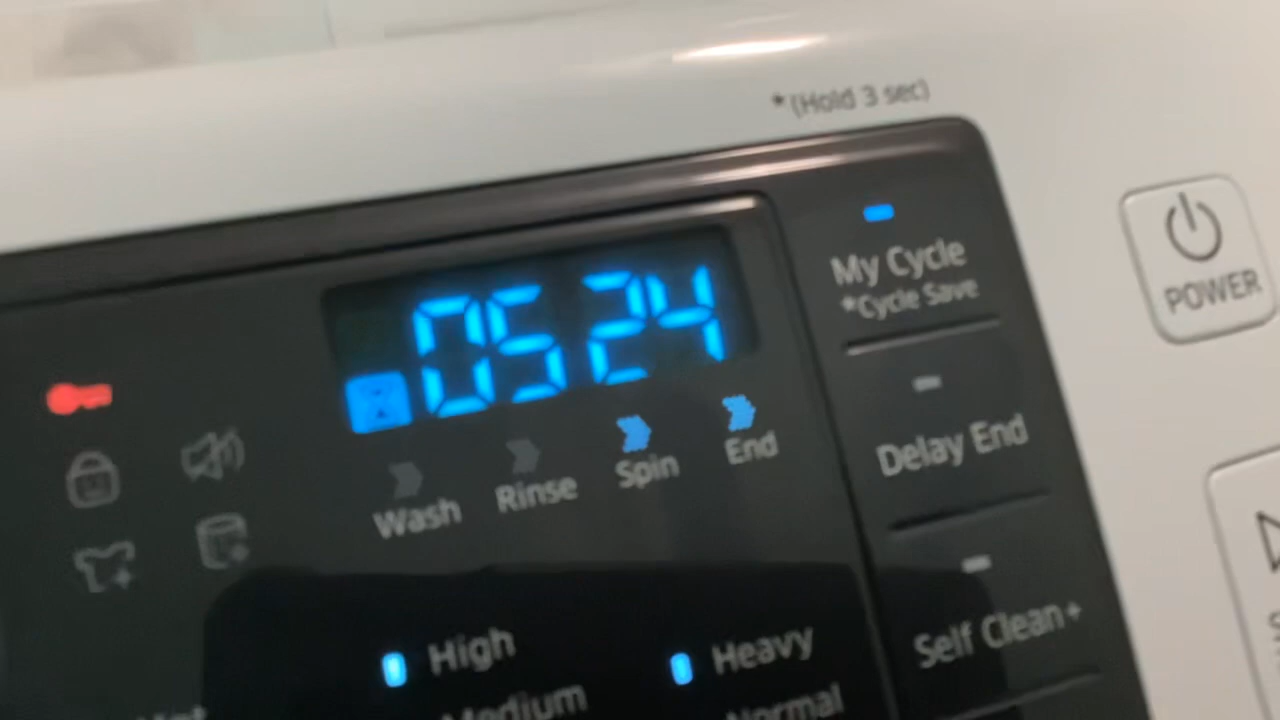 *(Hold 3 sec)
POWER
My Cycle
*Cycle Save
0524
Wash
Rinse
Spin
End
Delay End
Self Clean+
High
Heavy
Medium
Normal